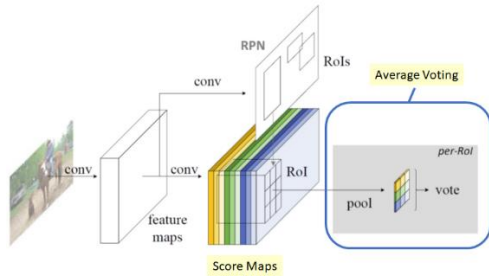 RPN
RoIs
Average Voting
conv
per-RoI
conv
conv
RoI
pool
vote
feature
maps
Score Maps